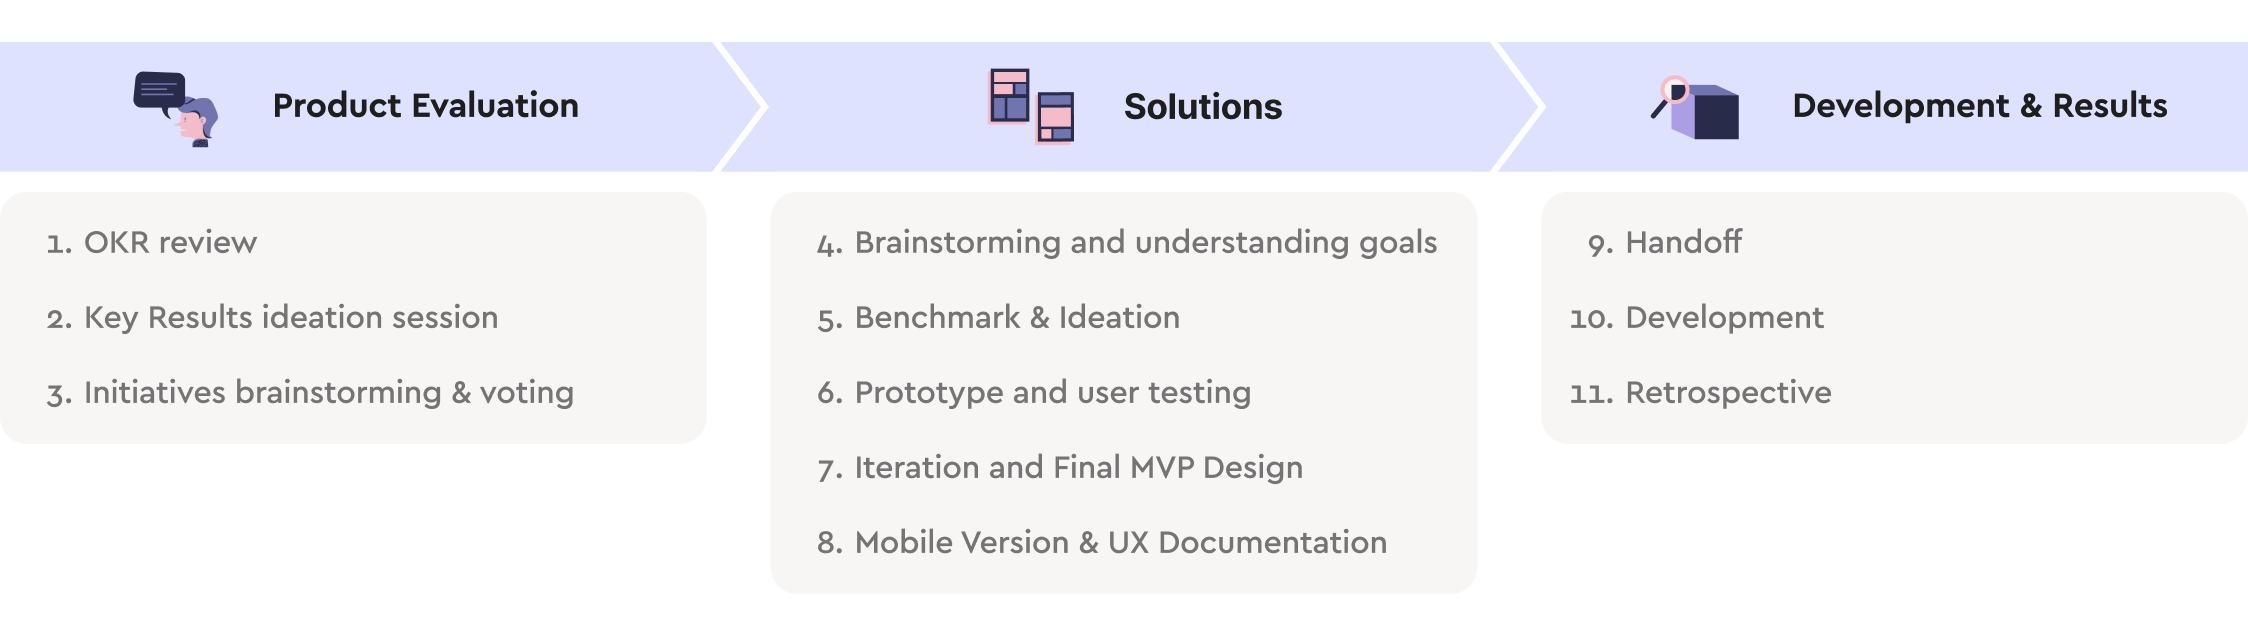 Product Evaluation
1. OKR review
2. Key Results ideation session
3. Initiatives brainstorming & voting
Solutions
4. Brainstorming and understanding goals
5. Benchmark & Ideation
6. Prototype and user testing
7. Iteration and Final MVP Design
8. Mobile Version & UX Documentation
Development & Results
9. Handoff
10. Development
11. Retrospective